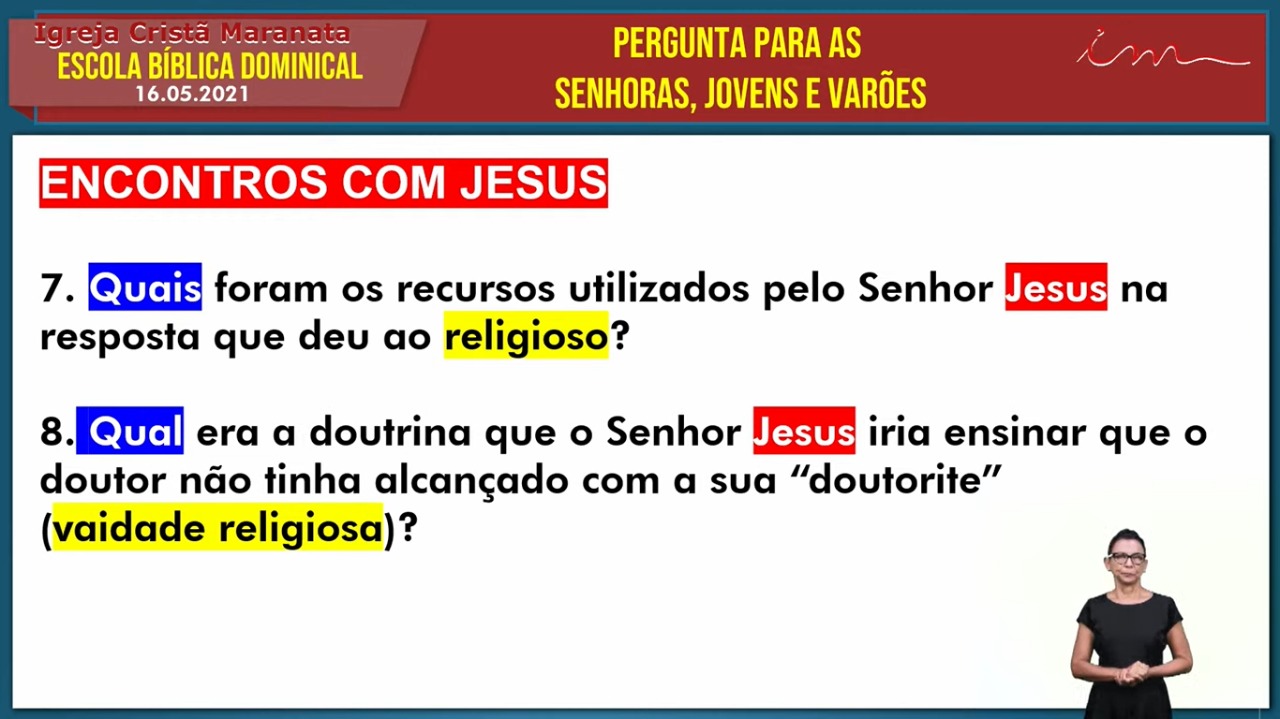 Igreja Cristã Maranata
ESCOLA BÍBLICA DOMINICAL
16.05.2021
PERGUNTA PARA AS
SENHORAS, JOVENS E VARÕES
im
ENCONTROS COM JESUS
7. Quais foram os recursos utilizados pelo Senhor Jesus na
resposta que deu ao religioso?
8. Qual era a doutrina que o Senhor Jesus iria ensinar que o
doutor não tinha alcançado com a sua “doutorite”
(vaidade religiosa)?